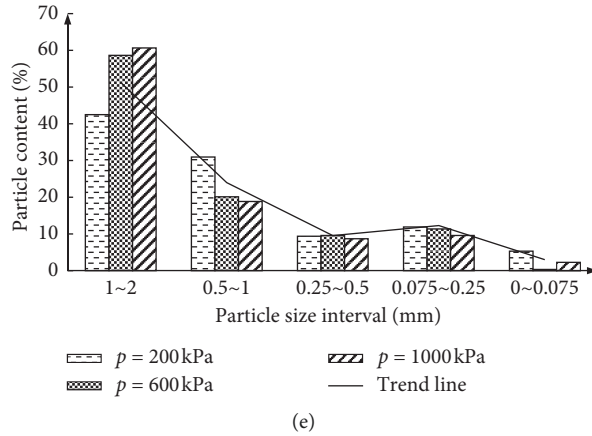 70
60
50
40
30
20
10
0
Particle content (%)
1~2 0.5~1 0.25~0.5 0.075~0.25 0~0.075
Particle size interval (mm)
p = 200 kPa
p = 600 kPa
p = 1000 kPa
Trend line
(e)